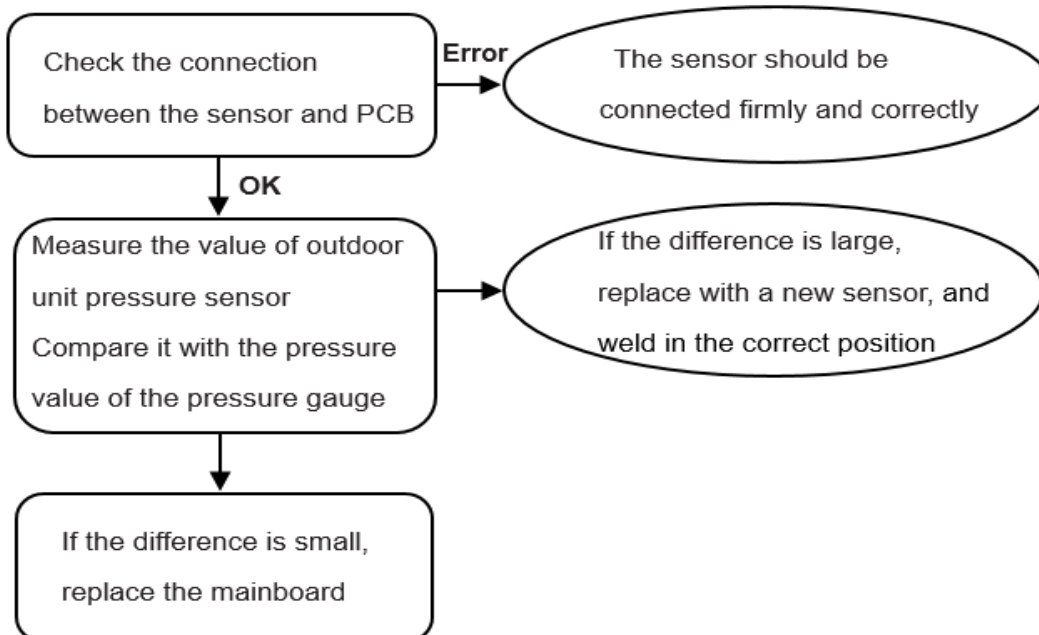 Check the connection
between the sensor and PCB
Error
The sensor should be
connected firmly and correctly
OK
Measure the value of outdoor
unit pressure sensor
Compare it with the pressure
value of the pressure gauge
If the difference is large,
replace with a new sensor, and
weld in the correct position
If the difference is small,
replace the mainboard